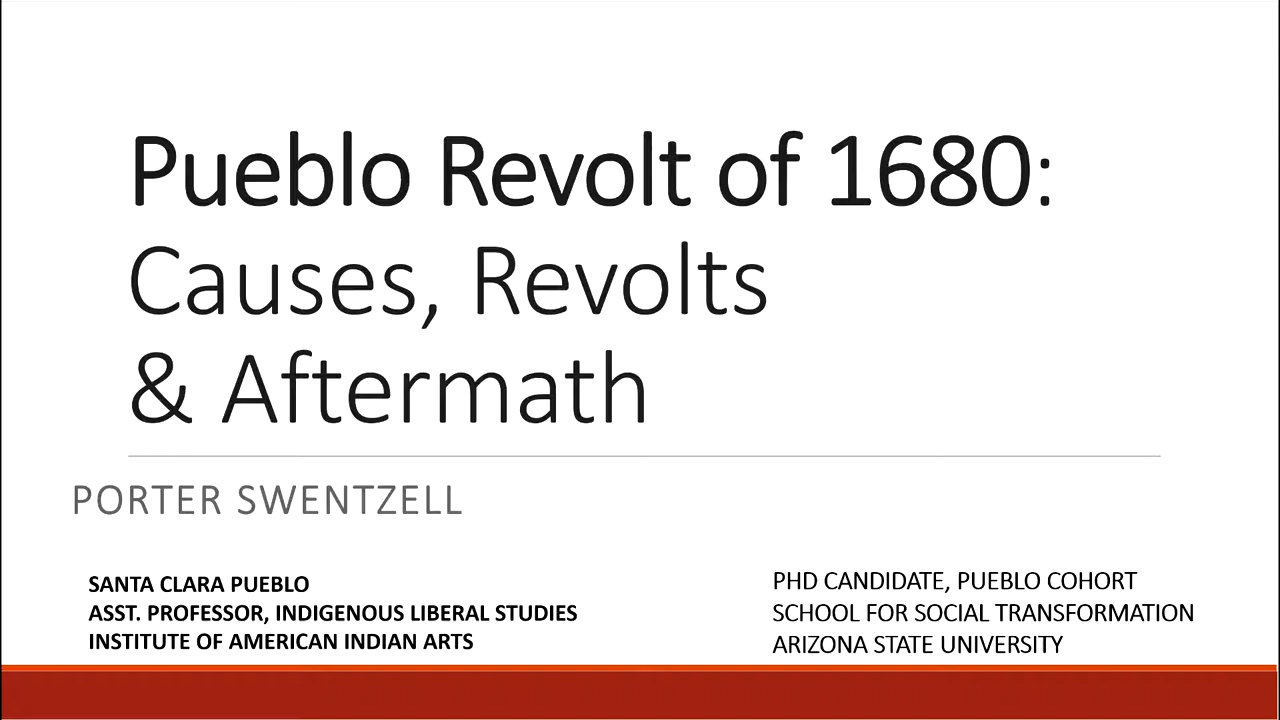 Pueblo Revolt of 1680:
Causes, Revolts
& Aftermath
PORTER SWENTZELL
SANTA CLARA PUEBLO
ASST. PROFESSOR, INDIGENOUS LIBERAL STUDIES
INSTITUTE OF AMERICAN INDIAN ARTS
PHD CANDIDATE, PUEBLO COHORT
SCHOOL FOR SOCIAL TRANSFORMATION
ARIZONA STATE UNIVERSITY